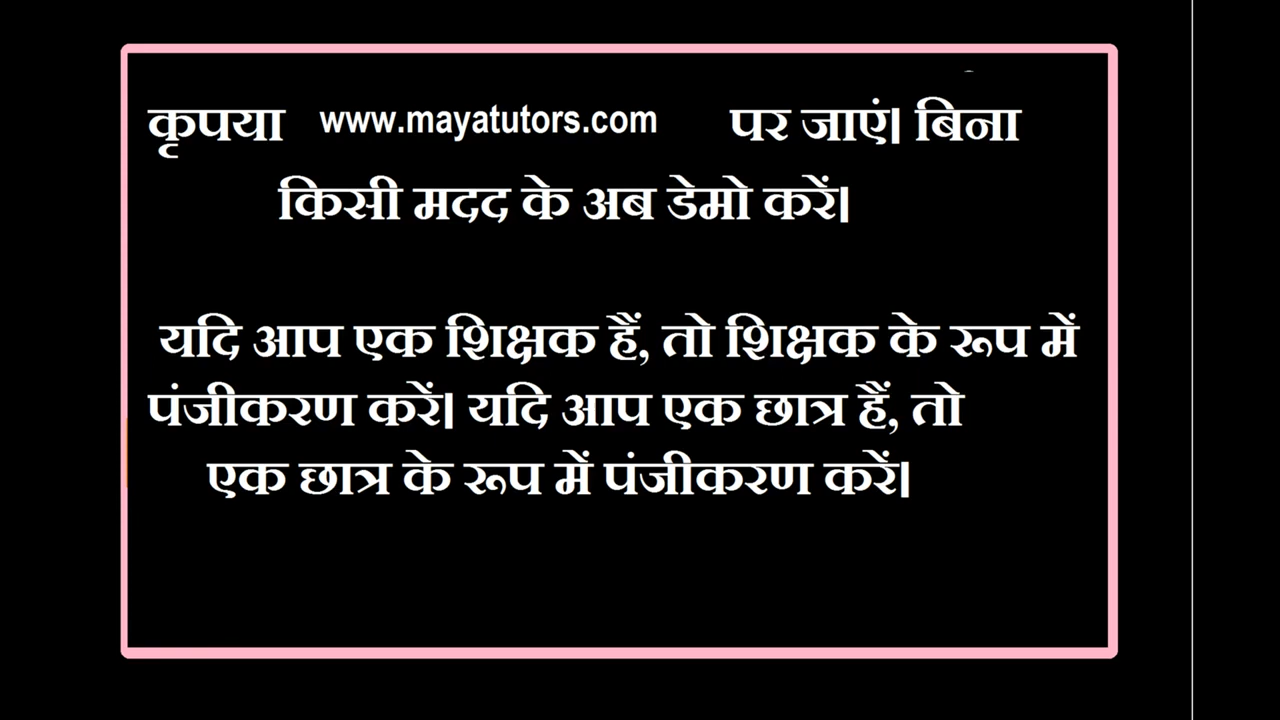 कृपया www.mayatutors.com पर जाएं। बिना
किसी मदद के अब डेमो करें।
यदि आप एक शिक्षक हैं, तो शिक्षक के रूप में
पंजीकरण करें। यदि आप एक छात्र हैं, तो
एक छात्र के रूप में पंजीकरण करें।